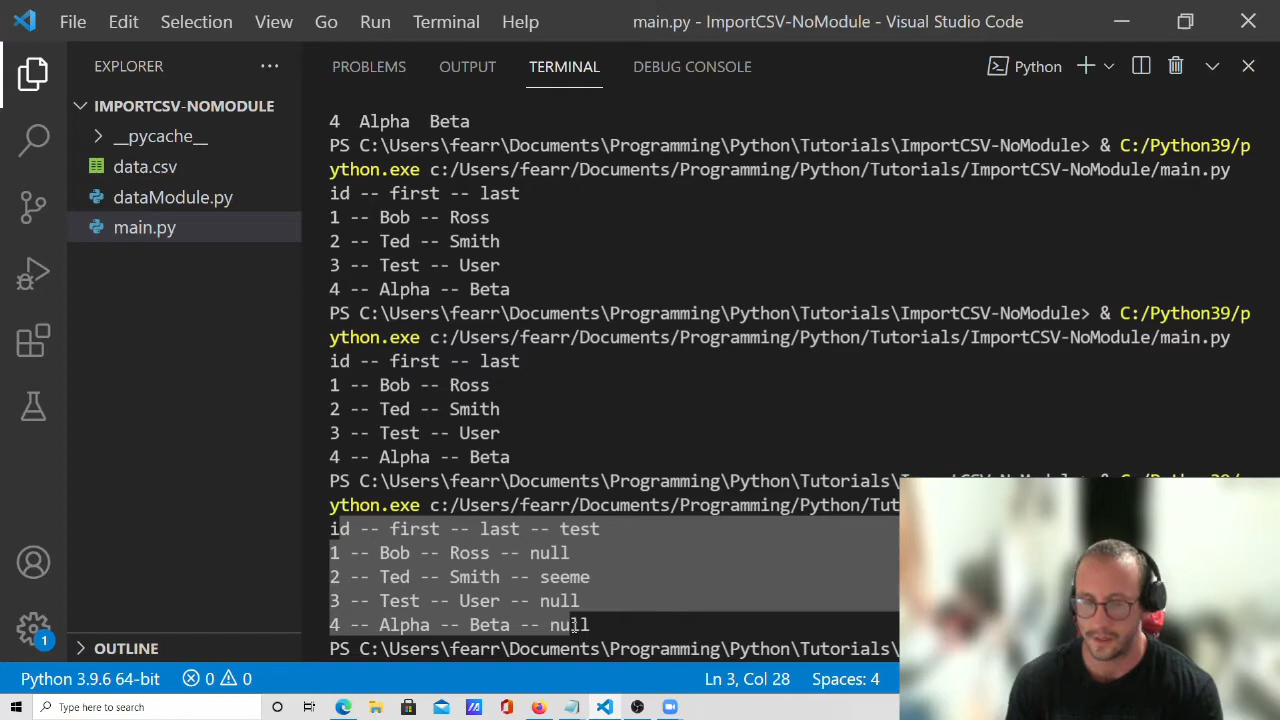 File Edit Selection View Go Run Terminal Help main.py - ImportCSV-NoModule - Visual Studio Code
EXPLORER
PROBLEMS OUTPUT TERMINAL DEBUG CONSOLE Python
IMPORTCSV-NOMODULE
__pycache__
data.csv
dataModule.py
main.py
4 Alpha Beta
PS C:\Users\fearr\Documents\Programming\Python\Tutorials\ImportCSV-NoModule> & C:/Python39/p
ython.exe c:/Users/fearr/Documents/Programming/Python/Tutorials/ImportCSV-NoModule/main.py
id -- first -- last
1 -- Bob -- Ross
2 -- Ted -- Smith
3 -- Test -- User
4 -- Alpha -- Beta
PS C:\Users\fearr\Documents\Programming\Python\Tutorials\ImportCSV-NoModule> & C:/Python39/p
ython.exe c:/Users/fearr/Documents/Programming/Python/Tutorials/ImportCSV-NoModule/main.py
id -- first -- last
1 -- Bob -- Ross
2 -- Ted -- Smith
3 -- Test -- User
4 -- Alpha -- Beta
PS C:\Users\fearr\Documents\Programming\Python\Tutorials\
ython.exe c:/Users/fearr/Documents/Programming/Python/Tut
id -- first -- last -- test
1 -- Bob -- Ross -- null
2 -- Ted -- Smith -- seeme
3 -- Test -- User -- null
4 -- Alpha -- Beta -- null
PS C:\Users\fearr\Documents\Programming\Python\Tutorials\
1
OUTLINE
Python 3.9.6 64-bit 0 0 Ln 3, Col 28 Spaces: 4
Type here to search